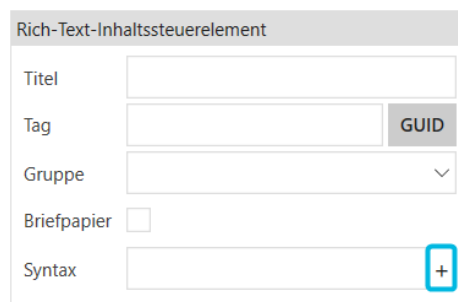 Rich-Text-Inhaltssteuerelement
Titel
Tag GUID
Gruppe
Briefpapier
Syntax +